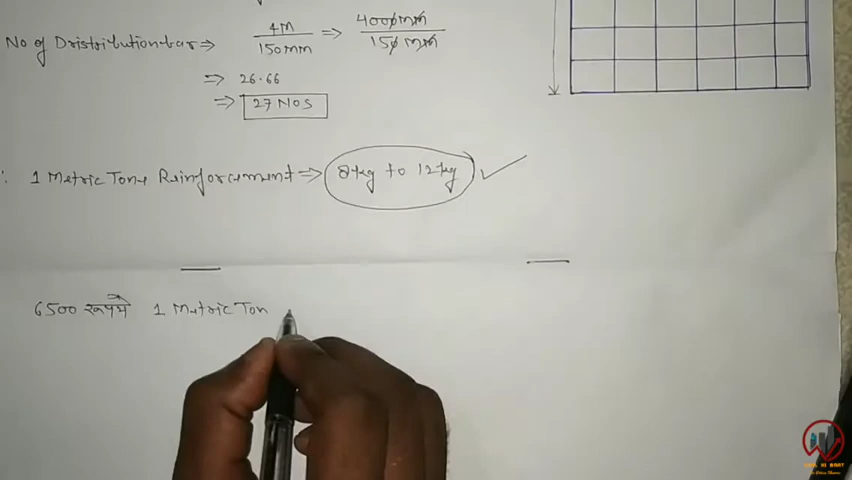 No of Dristribution bar ⇒ 4M / 150mm ⇒ 4000mm / 150mm
⇒ 26.66
⇒ 27 NOS
∴ 1 Metric Tone Reinforcement ⇒ 8kg to 12kg ✓
6500 रूपये 1 Metric Ton